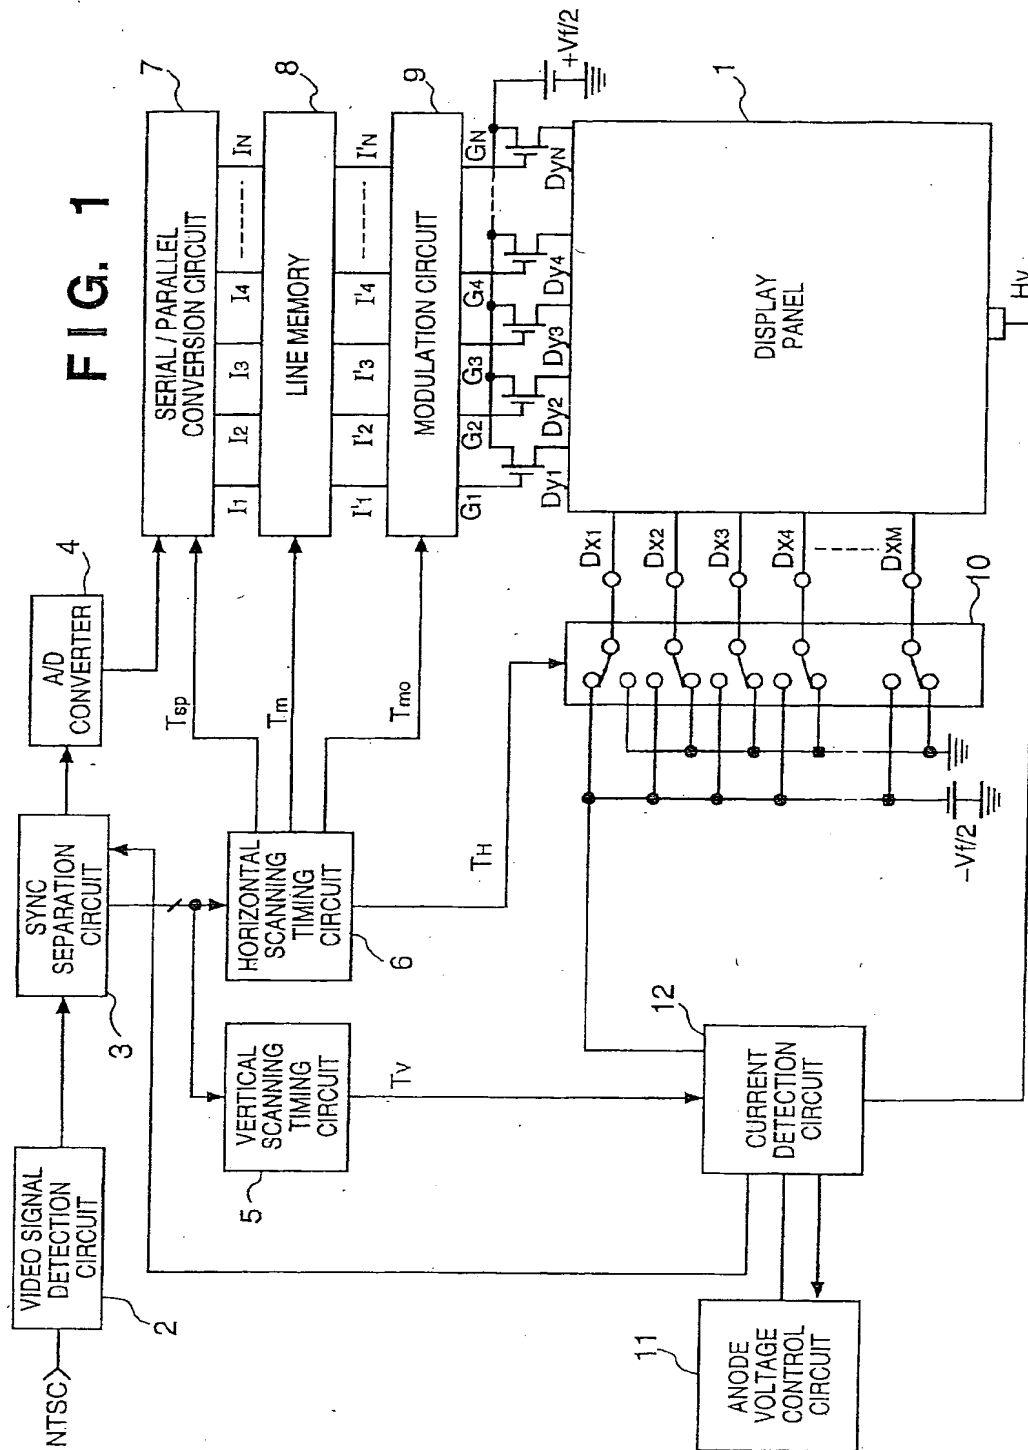 FIG. 1
NTSC
VIDEO SIGNAL
DETECTION
CIRCUIT
2
SYNC
SEPARATION
CIRCUIT
3
A/D
CONVERTER
4
SERIAL/PARALLEL
CONVERSION CIRCUIT
7
I1 I2 I3 I4 IN
LINE MEMORY
8
I'1 I'2 I'3 I'4 I'N
MODULATION CIRCUIT
9
G1 G2 G3 G4 GN
+Vf/2
Dy1 Dy2 Dy3 Dy4 DyN
Tsp
Tm
Tmo
HORIZONTAL
SCANNING
TIMING
CIRCUIT
6
VERTICAL
SCANNING
TIMING
CIRCUIT
5
TH
TV
DISPLAY
PANEL
1
Hv
Dx1
Dx2
Dx3
Dx4
DxM
10
-Vf/2
CURRENT
DETECTION
CIRCUIT
12
ANODE
VOLTAGE
CONTROL
CIRCUIT
11